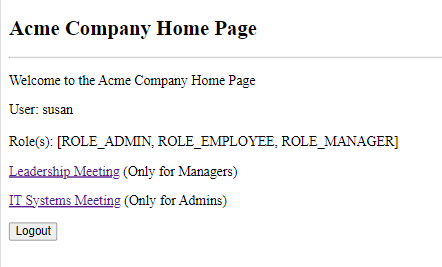 Acme Company Home Page
Welcome to the Acme Company Home Page
User: susan
Role(s): [ROLE_ADMIN, ROLE_EMPLOYEE, ROLE_MANAGER]
Leadership Meeting (Only for Managers)
IT Systems Meeting (Only for Admins)
Logout